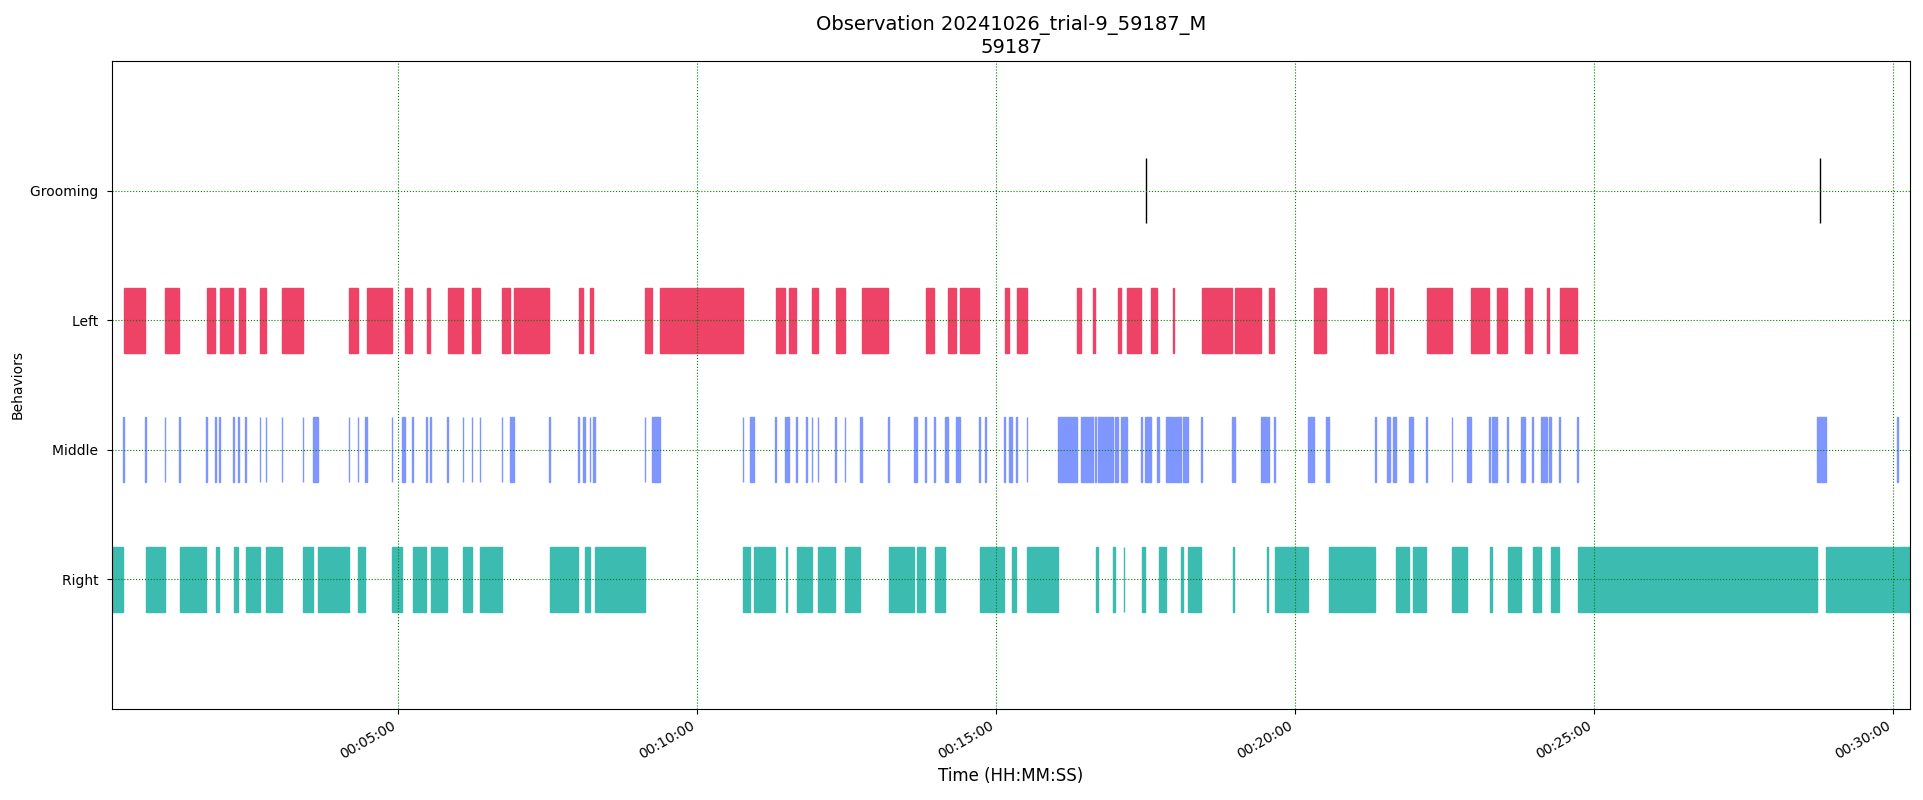 Observation 20241026_trial-9_59187_M
59187
Grooming
Left
Behaviors
Middle
Right
00:05:00
00:10:00
00:15:00
00:20:00
00:25:00
00:30:00
Time (HH:MM:SS)